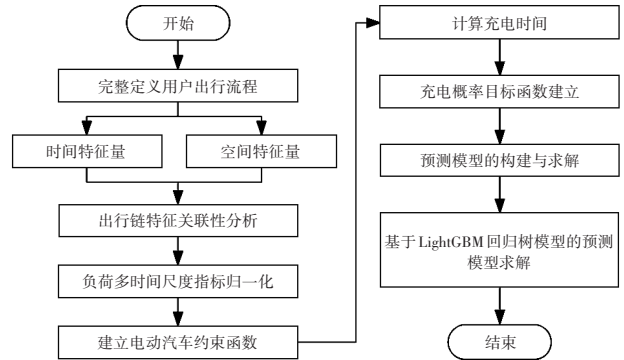 开始
完整定义用户出行流程
时间特征量
空间特征量
出行链特征关联性分析
负荷多时间尺度指标归一化
建立电动汽车约束函数
计算充电时间
充电概率目标函数建立
预测模型的构建与求解
基于LightGBM回归树模型的预测
模型求解
结束